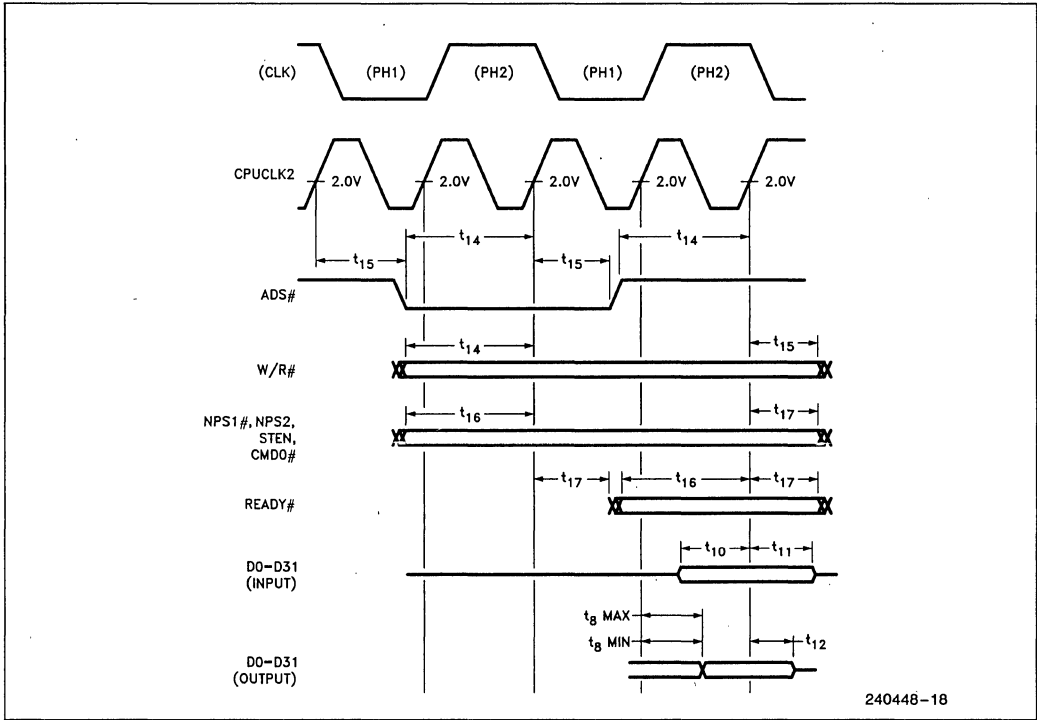 (CLK) (PH1) (PH2) (PH1) (PH2)
CPUCLK2 2.0V 2.0V 2.0V 2.0V 2.0V
t14 t14
t15 t15
ADS#
t14 t15
W/R#
t16 t17
NPS1#, NPS2,
STEN,
CMD0#
t17 t16 t17
READY#
t10 t11
D0-D31
(INPUT)
t8 MAX
t8 MIN t12
D0-D31
(OUTPUT)
240448-18